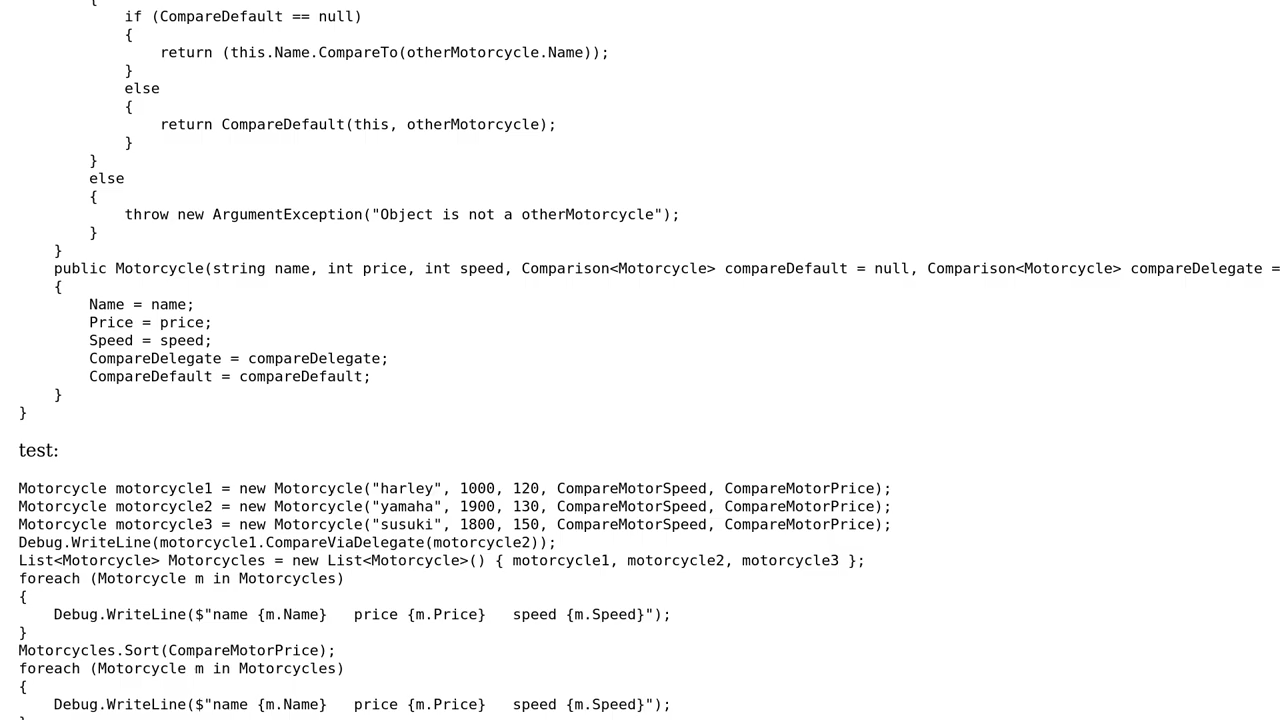 {
            if (CompareDefault == null)
            {
                return (this.Name.CompareTo(otherMotorcycle.Name));
            }
            else
            {
                return CompareDefault(this, otherMotorcycle);
            }
        }
        else
        {
            throw new ArgumentException("Object is not a otherMotorcycle");
        }
    }
    public Motorcycle(string name, int price, int speed, Comparison<Motorcycle> compareDefault = null, Comparison<Motorcycle> compareDelegate =
    {
        Name = name;
        Price = price;
        Speed = speed;
        CompareDelegate = compareDelegate;
        CompareDefault = compareDefault;
    }
}
test:
Motorcycle motorcycle1 = new Motorcycle("harley", 1000, 120, CompareMotorSpeed, CompareMotorPrice);
Motorcycle motorcycle2 = new Motorcycle("yamaha", 1900, 130, CompareMotorSpeed, CompareMotorPrice);
Motorcycle motorcycle3 = new Motorcycle("susuki", 1800, 150, CompareMotorSpeed, CompareMotorPrice);
Debug.WriteLine(motorcycle1.CompareViaDelegate(motorcycle2));
List<Motorcycle> Motorcycles = new List<Motorcycle>() { motorcycle1, motorcycle2, motorcycle3 };
foreach (Motorcycle m in Motorcycles)
{
    Debug.WriteLine($"name {m.Name}   price {m.Price}   speed {m.Speed}");
}
Motorcycles.Sort(CompareMotorPrice);
foreach (Motorcycle m in Motorcycles)
{
    Debug.WriteLine($"name {m.Name}   price {m.Price}   speed {m.Speed}");
}